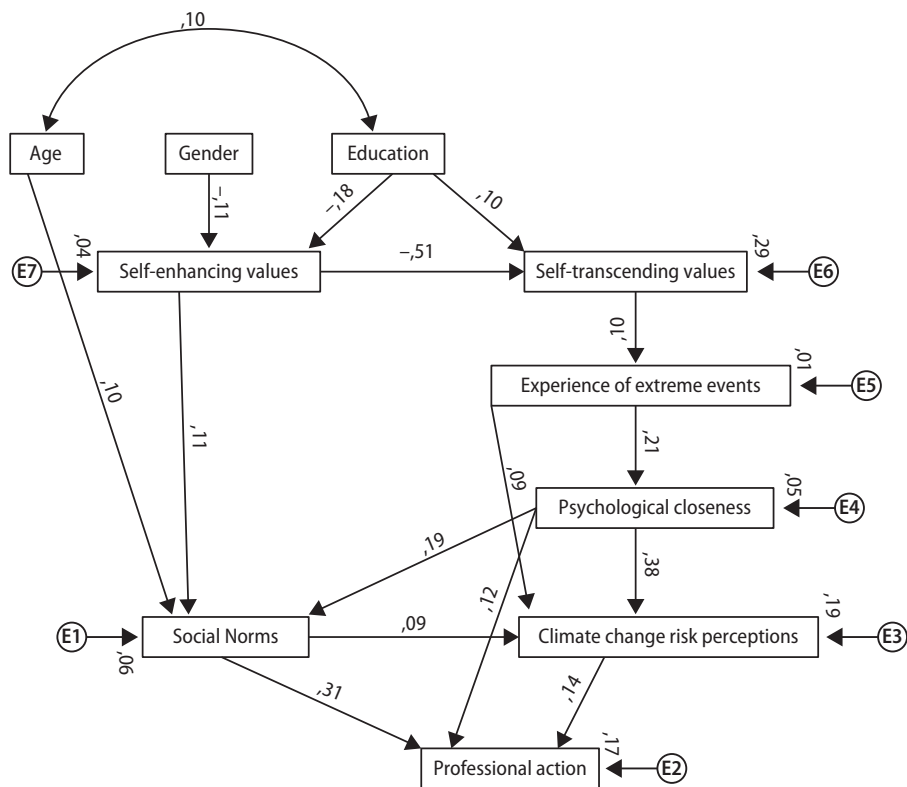 ,10
Age
Gender
Education
–,11
–,18
,10
E7
,04
Self-enhancing values
–,51
Self-transcending values
,29
E6
,10
,10
,11
Experience of extreme events
,01
E5
,21
,09
Psychological closeness
,05
E4
,19
,12
,38
E1
,06
Social Norms
,09
Climate change risk perceptions
,19
E3
,31
,14
Professional action
,17
E2